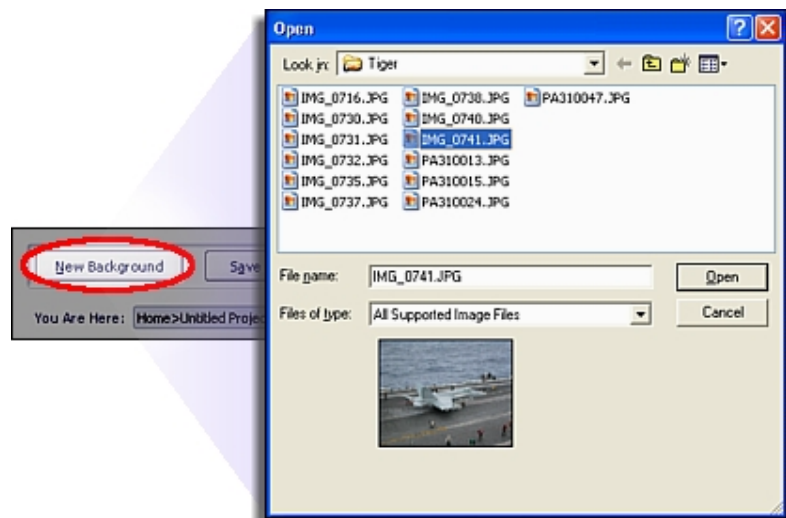 Open
Look in: Tiger
IMG_0716.JPG IMG_0738.JPG PA310047.JPG
IMG_0730.JPG IMG_0740.JPG
IMG_0731.JPG IMG_0741.JPG
IMG_0732.JPG PA310013.JPG
IMG_0735.JPG PA310015.JPG
IMG_0737.JPG PA310024.JPG
New Background Save
File name: IMG_0741.JPG Open
You Are Here: Home>Untitled Projec
Files of type: All Supported Image Files Cancel